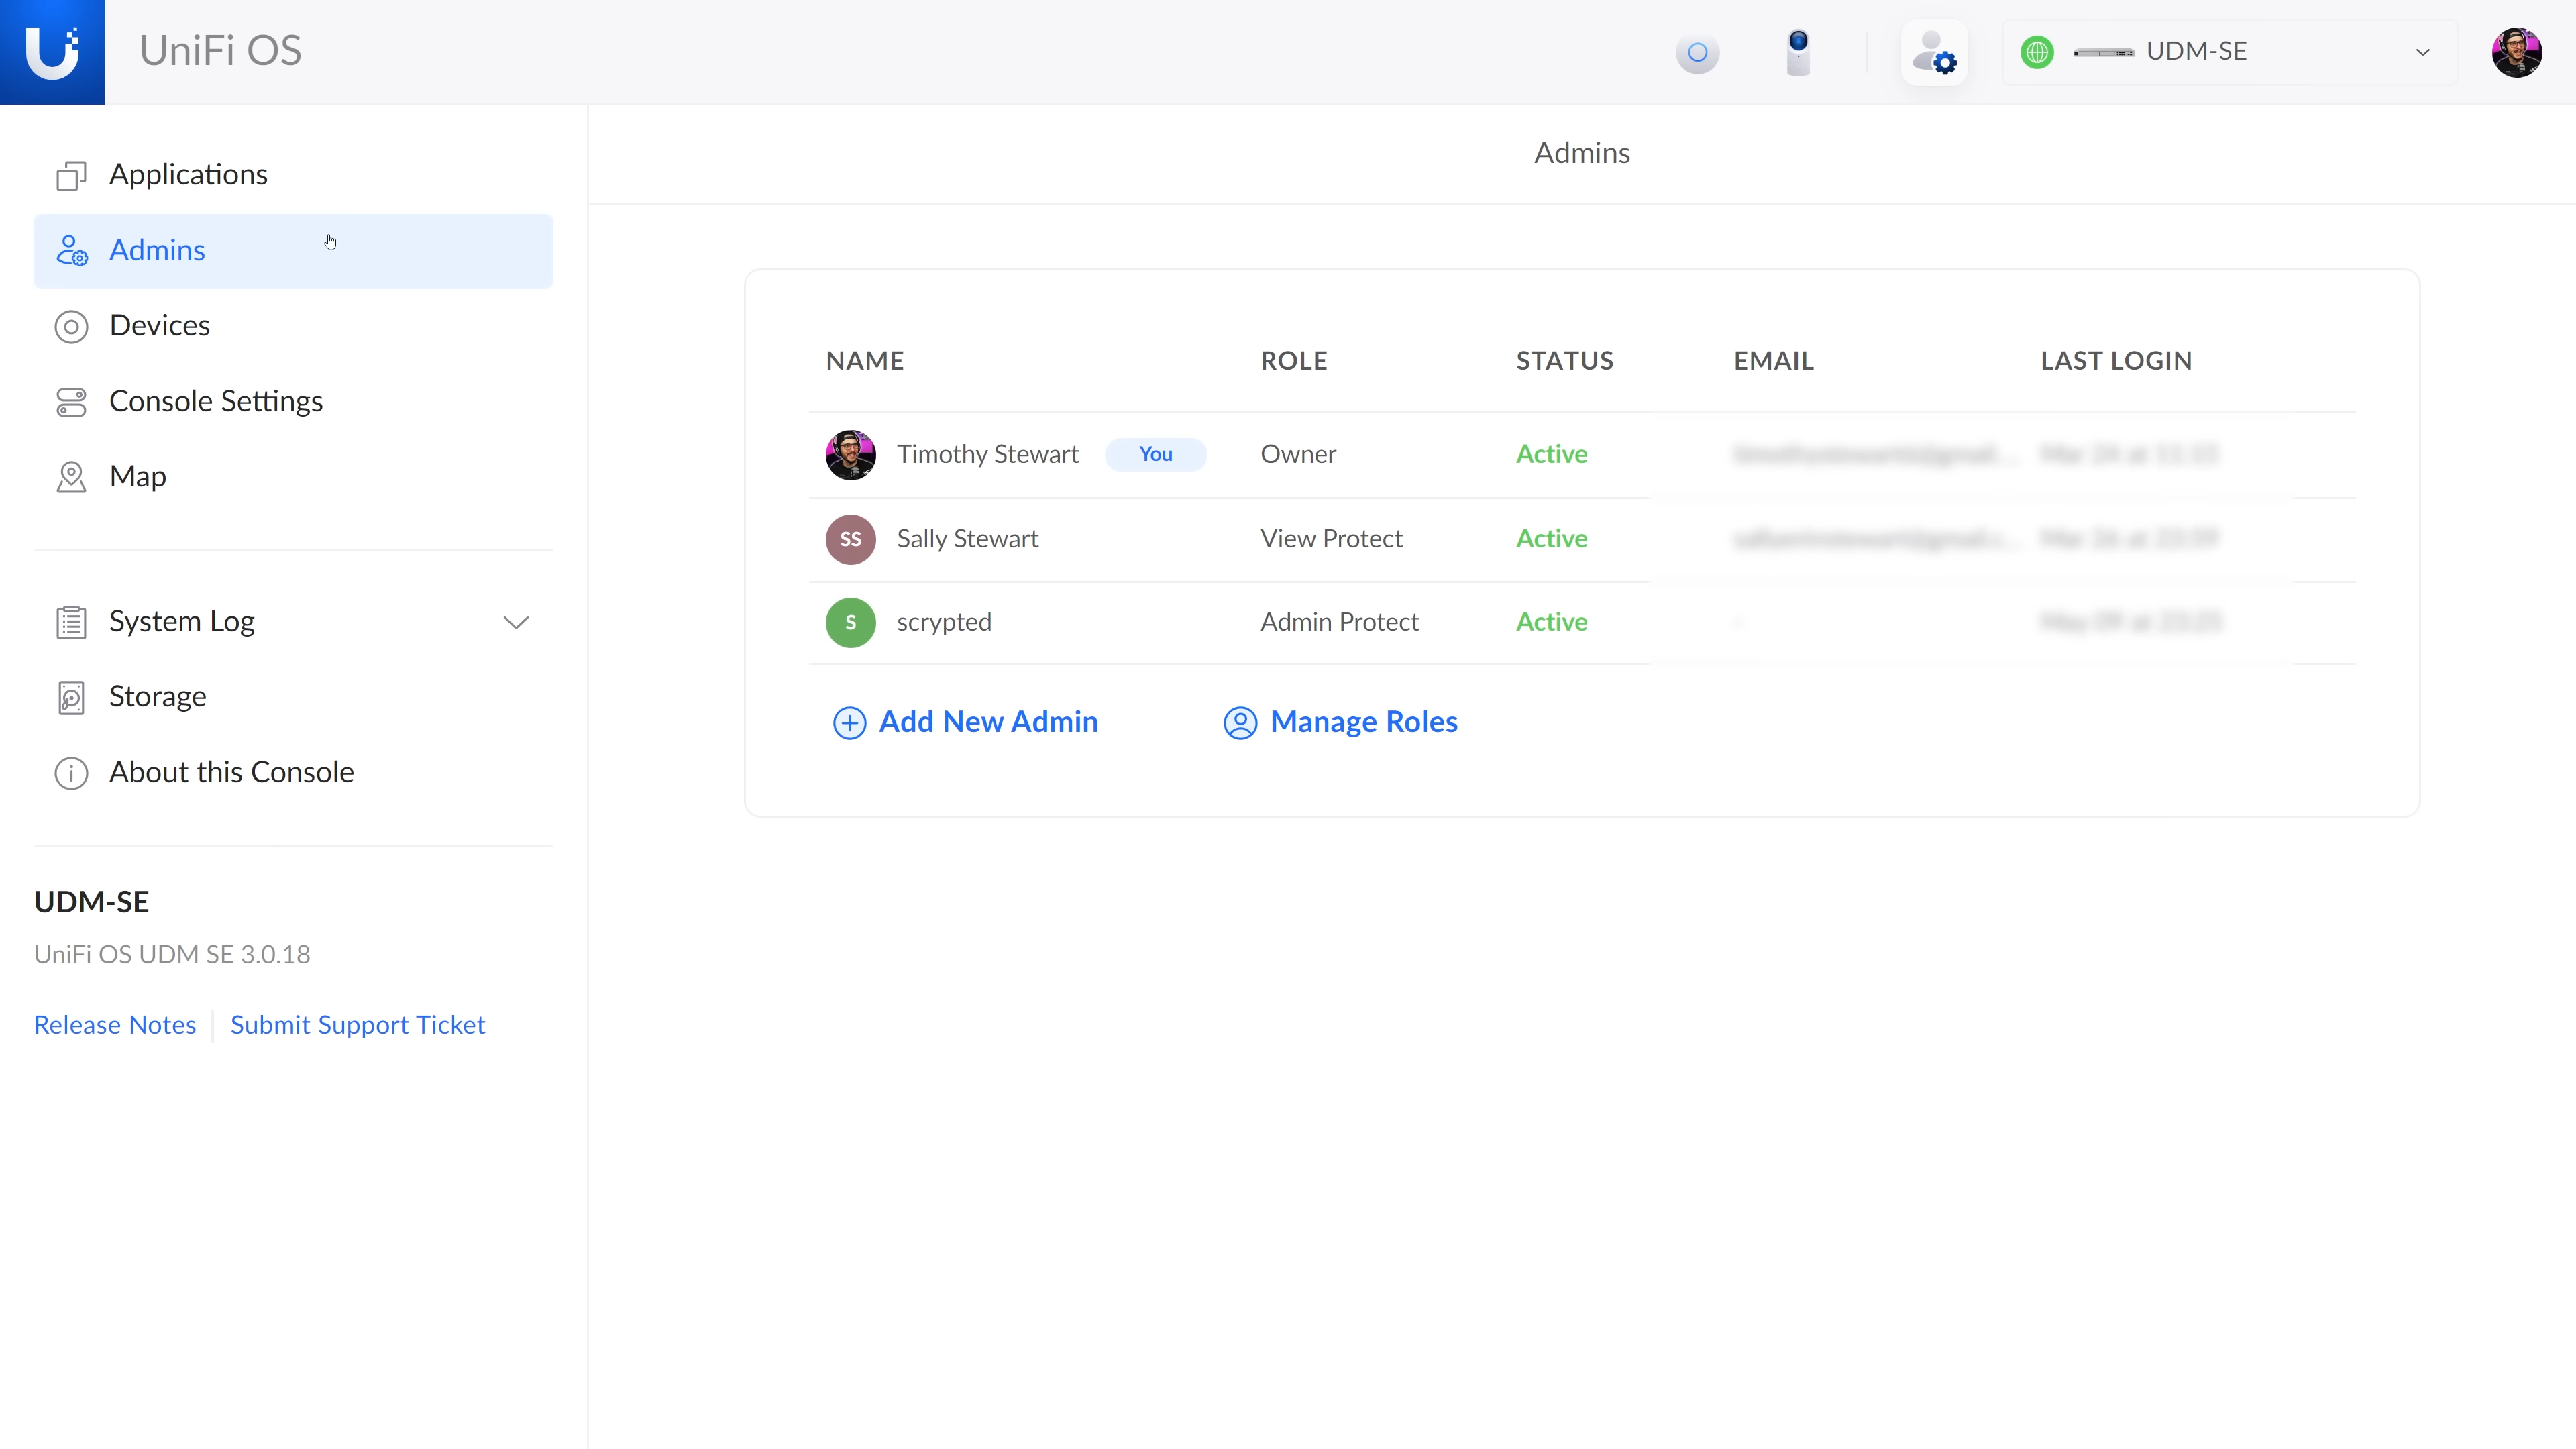 UniFi OS
UDM-SE
Applications
Admins
Devices
Console Settings
Map
System Log
Storage
About this Console
UDM-SE
UniFi OS UDM SE 3.0.18
Release Notes
Submit Support Ticket
Admins
NAME ROLE STATUS EMAIL LAST LOGIN
Timothy Stewart You Owner Active
SS Sally Stewart View Protect Active
S scrypted Admin Protect Active
Add New Admin Manage Roles